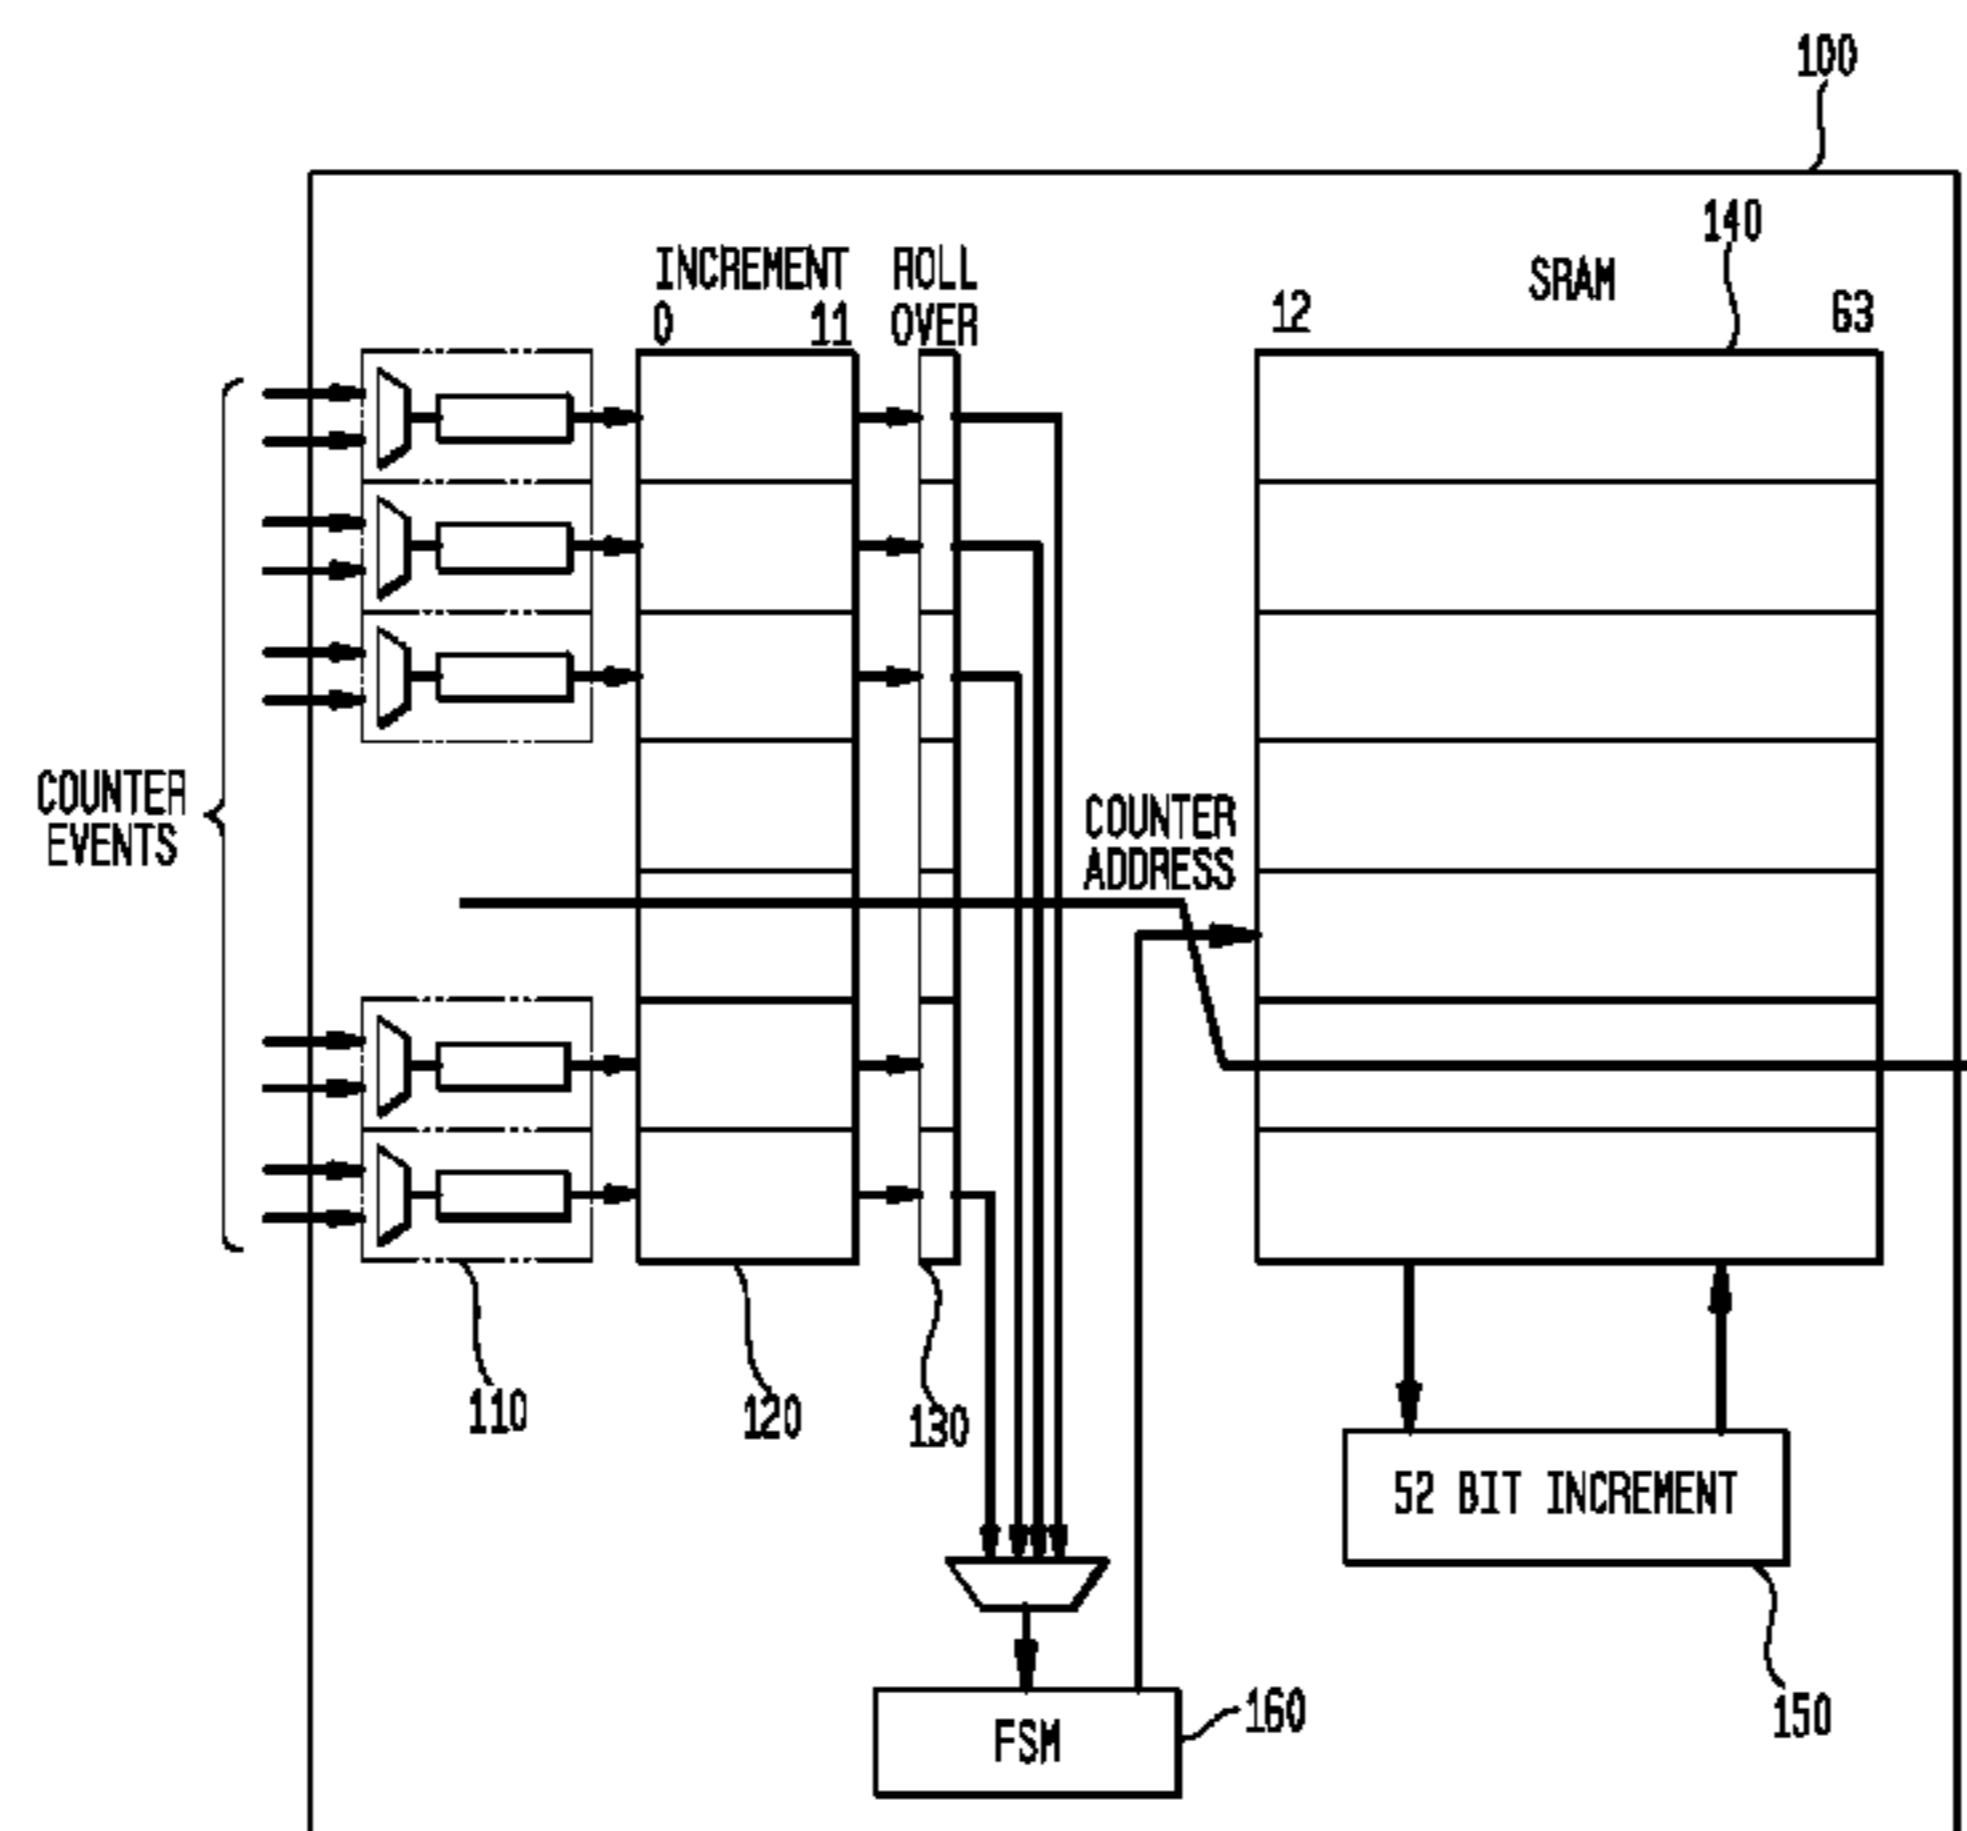 100
140
INCREMENT ROLL
SRAM
0 11 OVER
12 63
COUNTER
EVENTS
COUNTER
ADDRESS
110
120
130
52 BIT INCREMENT
150
160
FSM